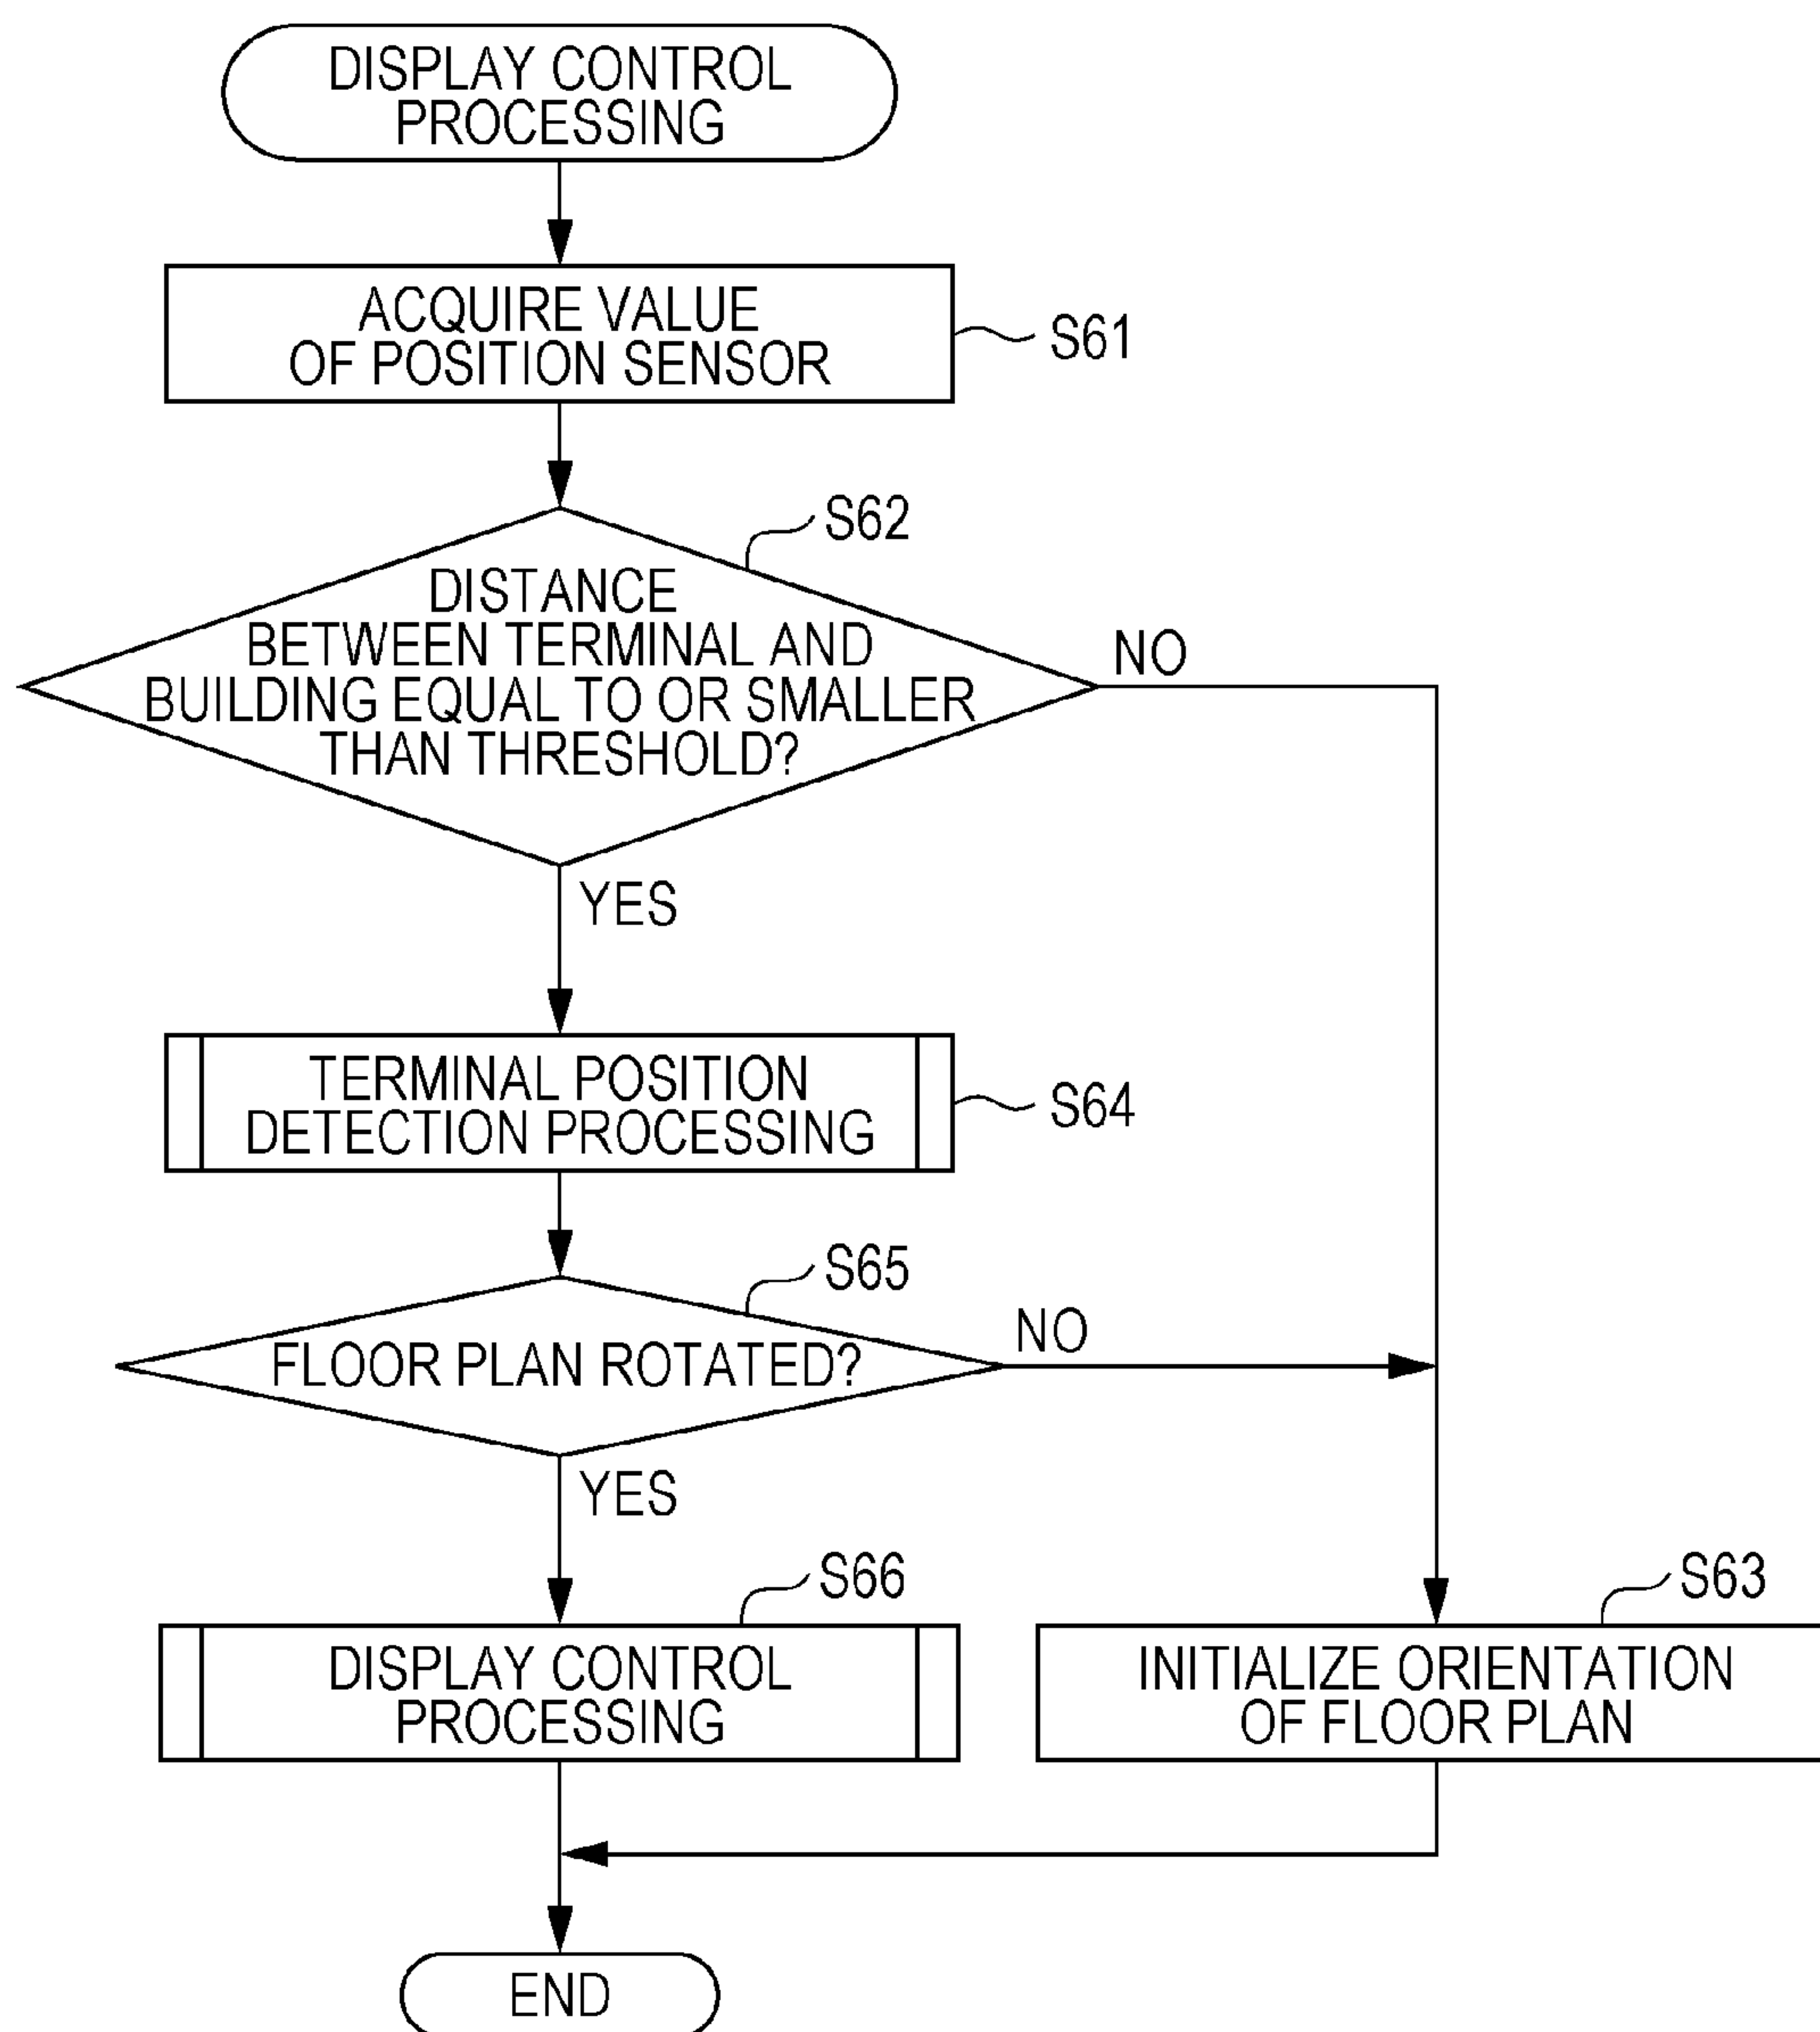 DISPLAY CONTROL
PROCESSING
ACQUIRE VALUE
OF POSITION SENSOR
S61
S62
DISTANCE
BETWEEN TERMINAL AND
BUILDING EQUAL TO OR SMALLER
THAN THRESHOLD?
NO
YES
TERMINAL POSITION
DETECTION PROCESSING
S64
S65
FLOOR PLAN ROTATED?
NO
YES
S66
DISPLAY CONTROL
PROCESSING
S63
INITIALIZE ORIENTATION
OF FLOOR PLAN
END